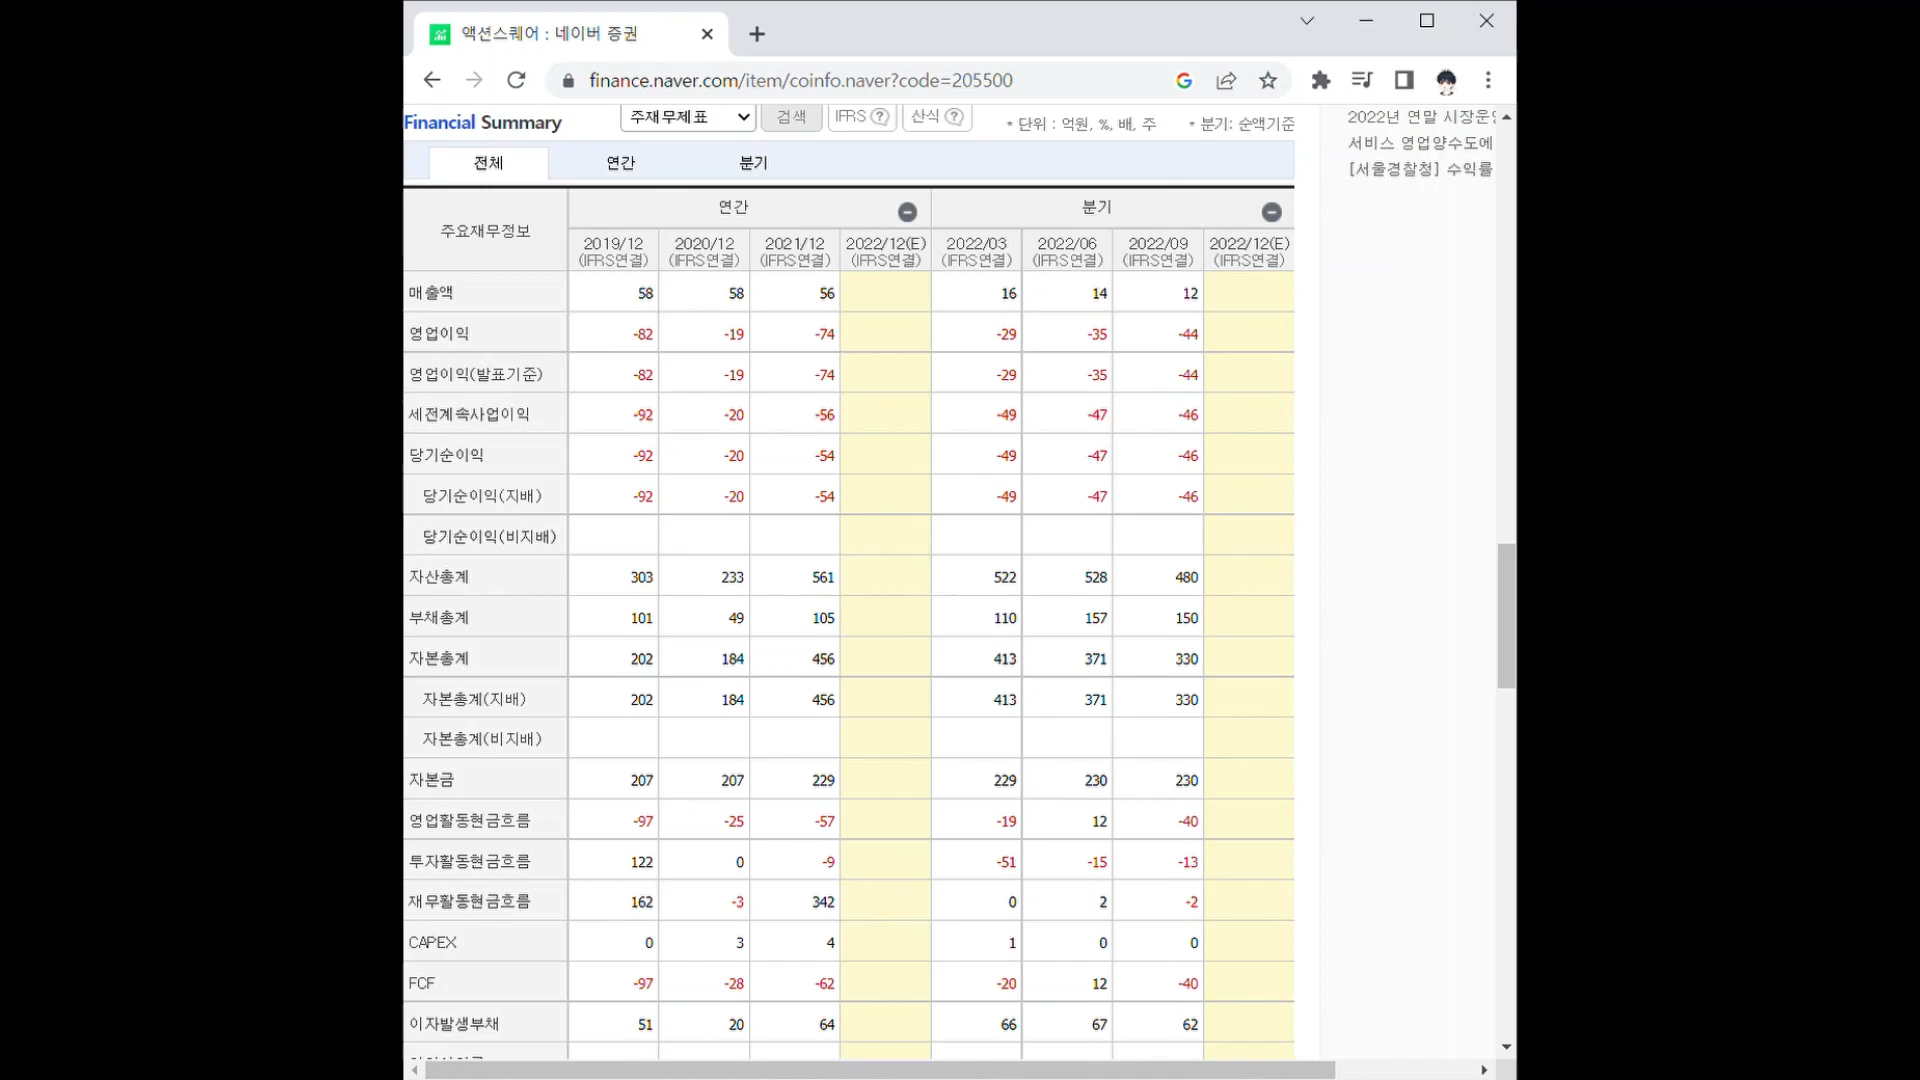 액션스퀘어 : 네이버 증권
finance.naver.com/item/coinfo.naver?code=205500
Financial Summary 주재무제표 검색 IFRS ? 산식 ? * 단위 : 억원, %, 배, 주 * 분기: 순액기준
전체 연간 분기
주요재무정보 연간 분기
2019/12 2020/12 2021/12 2022/12(E) 2022/03 2022/06 2022/09 2022/12(E)
(IFRS연결) (IFRS연결) (IFRS연결) (IFRS연결) (IFRS연결) (IFRS연결) (IFRS연결) (IFRS연결)
매출액 58 58 56 16 14 12
영업이익 -82 -19 -74 -29 -35 -44
영업이익(발표기준) -82 -19 -74 -29 -35 -44
세전계속사업이익 -92 -20 -56 -49 -47 -46
당기순이익 -92 -20 -54 -49 -47 -46
당기순이익(지배) -92 -20 -54 -49 -47 -46
당기순이익(비지배)
자산총계 303 233 561 522 528 480
부채총계 101 49 105 110 157 150
자본총계 202 184 456 413 371 330
자본총계(지배) 202 184 456 413 371 330
자본총계(비지배)
자본금 207 207 229 229 230 230
영업활동현금흐름 -97 -25 -57 -19 12 -40
투자활동현금흐름 122 0 -9 -51 -15 -13
재무활동현금흐름 162 -3 342 0 2 -2
CAPEX 0 3 4 1 0 0
FCF -97 -28 -62 -20 12 -40
이자발생부채 51 20 64 66 67 62
2022년 연말 시장운영
서비스 영업양수도에
[서울경찰청] 수익률